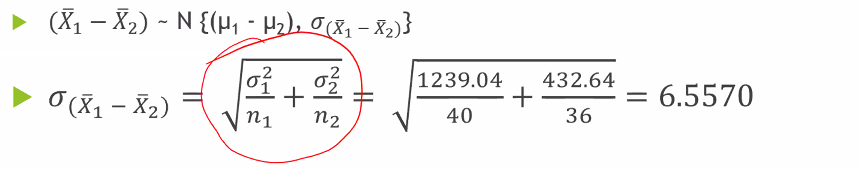 (X̄₁ − X̄₂) ~ N {(µ₁ - µ₂), σ₍X̄₁ − X̄₂₎}
σ₍X̄₁ − X̄₂₎ = √(σ₁²/n₁ + σ₂²/n₂) = √(1239.04/40 + 432.64/36) = 6.5570